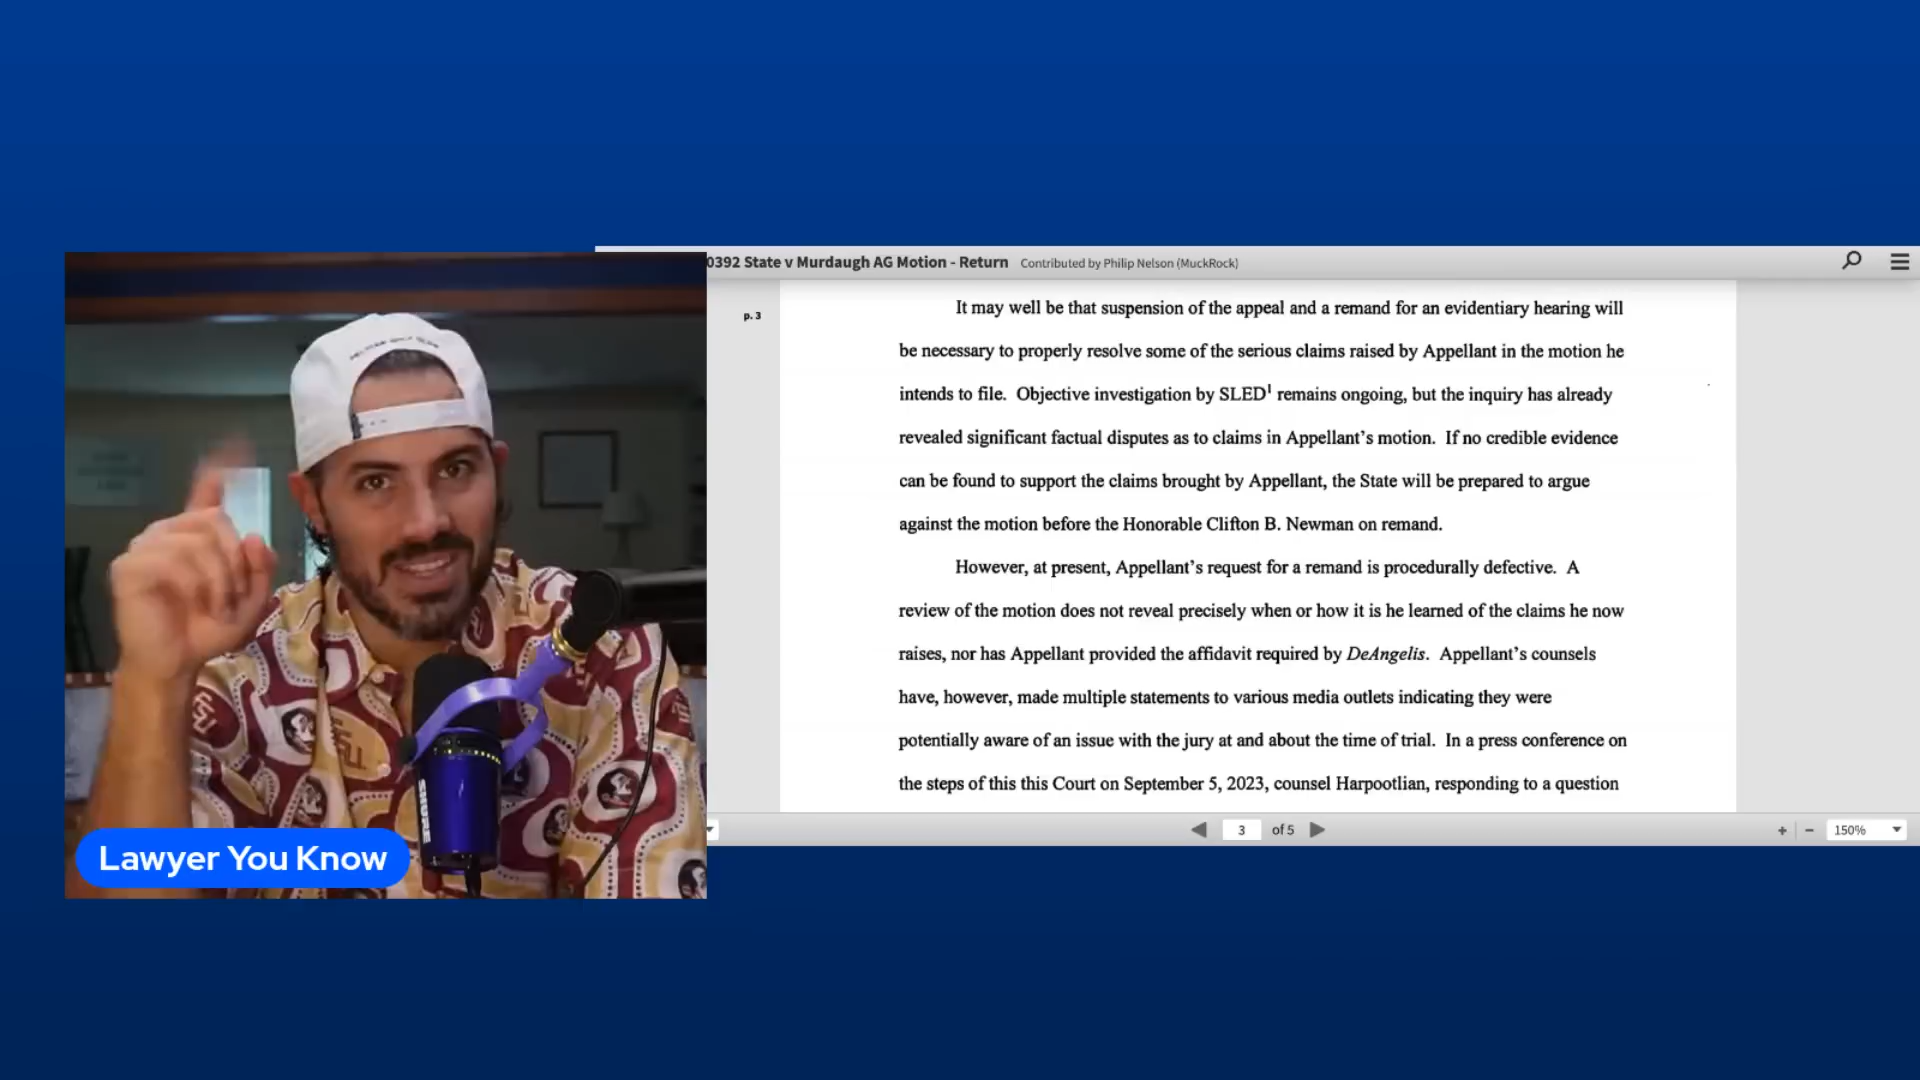 0392 State v Murdaugh AG Motion - Return Contributed by Philip Nelson (MuckRock)
p. 3
It may well be that suspension of the appeal and a remand for an evidentiary hearing will
be necessary to properly resolve some of the serious claims raised by Appellant in the motion he
intends to file. Objective investigation by SLED¹ remains ongoing, but the inquiry has already
revealed significant factual disputes as to claims in Appellant's motion. If no credible evidence
can be found to support the claims brought by Appellant, the State will be prepared to argue
against the motion before the Honorable Clifton B. Newman on remand.
However, at present, Appellant's request for a remand is procedurally defective. A
review of the motion does not reveal precisely when or how it is he learned of the claims he now
raises, nor has Appellant provided the affidavit required by DeAngelis. Appellant's counsels
have, however, made multiple statements to various media outlets indicating they were
potentially aware of an issue with the jury at and about the time of trial. In a press conference on
the steps of this this Court on September 5, 2023, counsel Harpootlian, responding to a question
3 of 5
+ − 150%
SHURE
FSU
Lawyer You Know